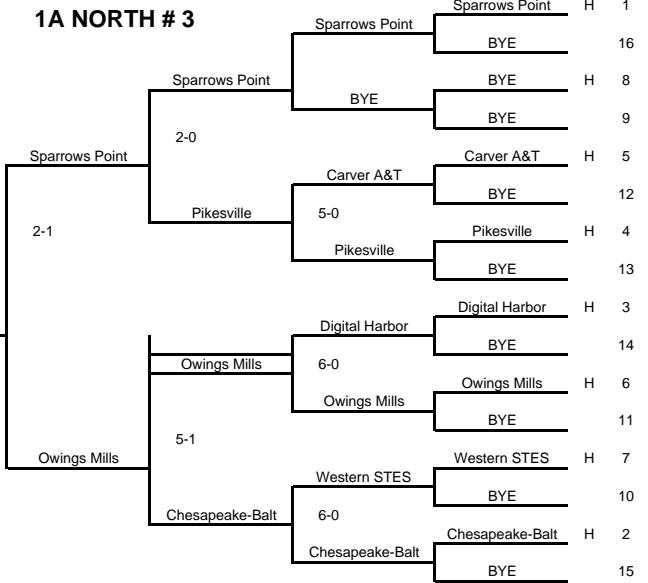 Sparrows Point H 1
1A NORTH # 3
Sparrows Point
BYE 16
Sparrows Point
BYE H 8
BYE
BYE 9
2-0
Sparrows Point
Carver A&T H 5
Carver A&T
BYE 12
Pikesville
5-0
2-1
Pikesville H 4
Pikesville
BYE 13
Digital Harbor H 3
Digital Harbor
BYE 14
Owings Mills
6-0
Owings Mills H 6
Owings Mills
BYE 11
5-1
Owings Mills
Western STES H 7
Western STES
BYE 10
Chesapeake-Balt
6-0
Chesapeake-Balt H 2
Chesapeake-Balt
BYE 15